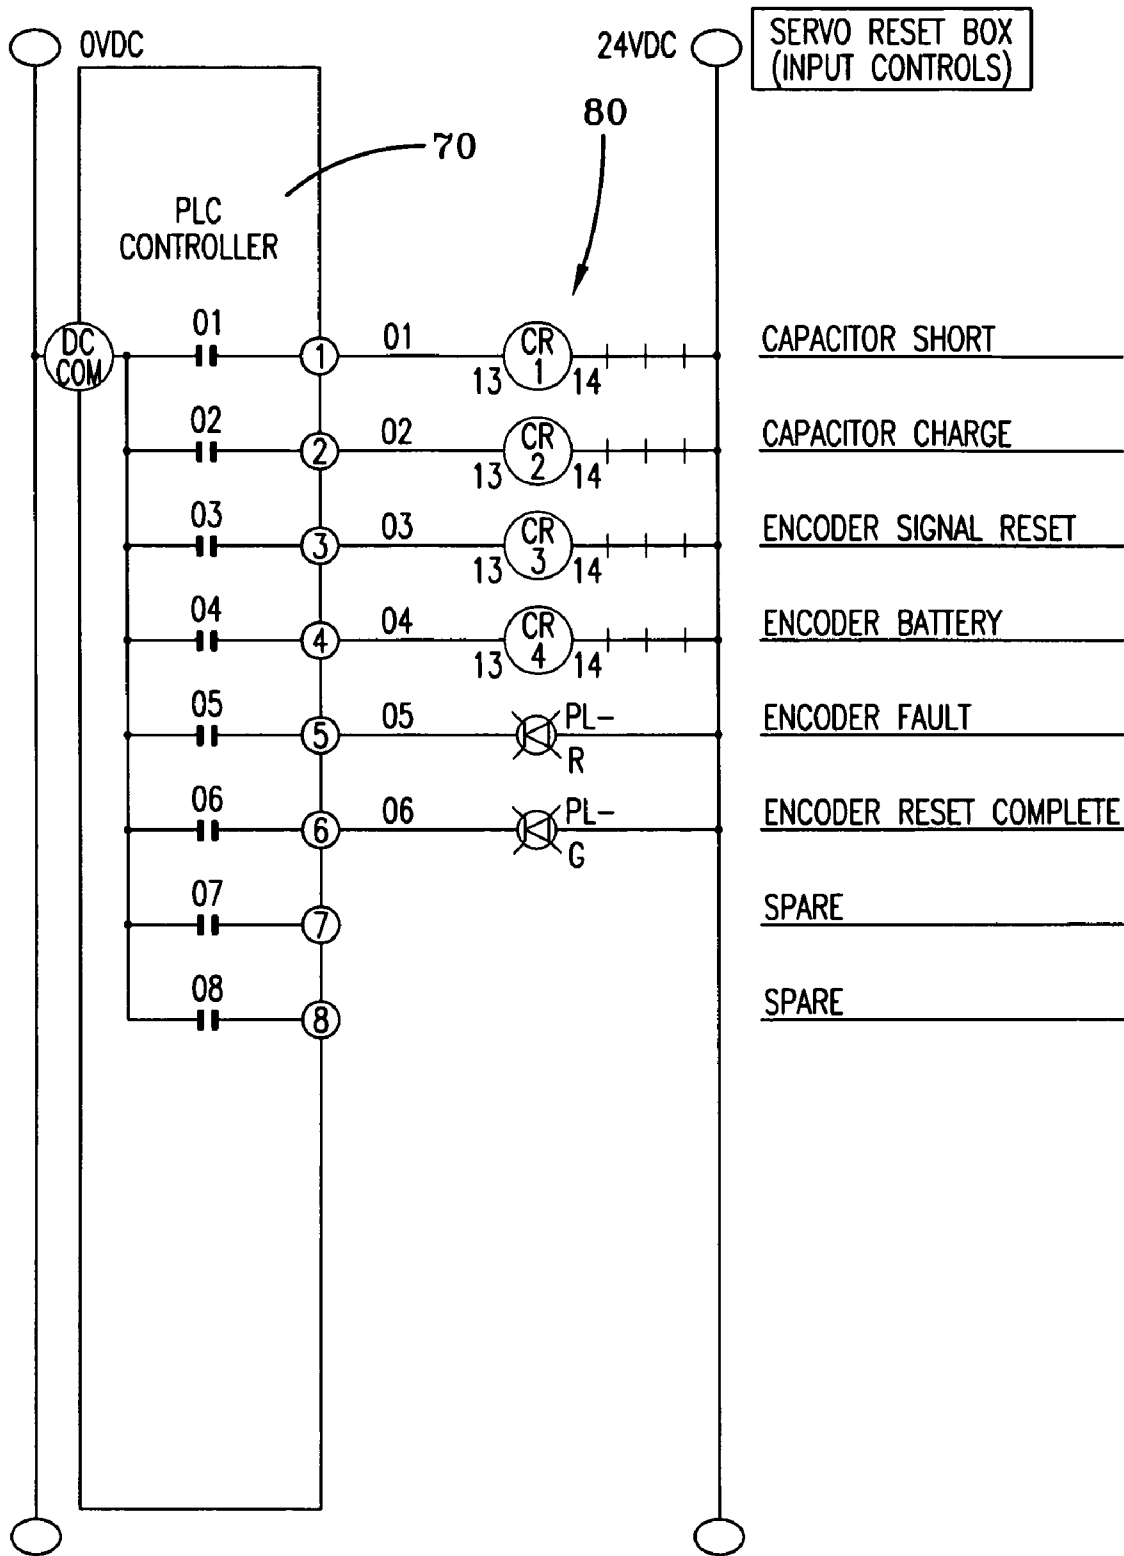 0VDC
24VDC
SERVO RESET BOX
(INPUT CONTROLS)
80
70
PLC
CONTROLLER
DC
COM
01
1
01
13
CR
1
14
CAPACITOR SHORT
02
2
02
13
CR
2
14
CAPACITOR CHARGE
03
3
03
13
CR
3
14
ENCODER SIGNAL RESET
04
4
04
13
CR
4
14
ENCODER BATTERY
05
5
05
PL-
R
ENCODER FAULT
06
6
06
PL-
G
ENCODER RESET COMPLETE
07
7
SPARE
08
8
SPARE